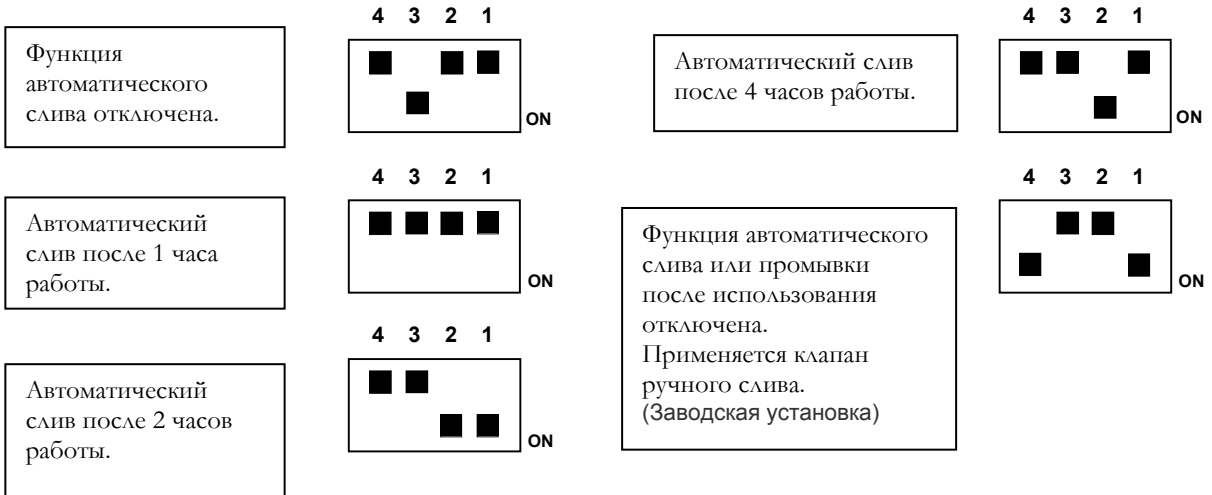 4 3 2 1
Функция
автоматического
слива отключена.
ON
4 3 2 1
Автоматический слив
после 4 часов работы.
ON
4 3 2 1
Автоматический
слив после 1 часа
работы.
ON
4 3 2 1
Функция автоматического
слива или промывки
после использования
отключена.
Применяется клапан
ручного слива.
(Заводская установка)
ON
4 3 2 1
Автоматический
слив после 2 часов
работы.
ON